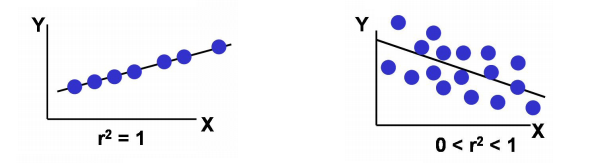 Y
X
r² = 1
Y
X
0 < r² < 1